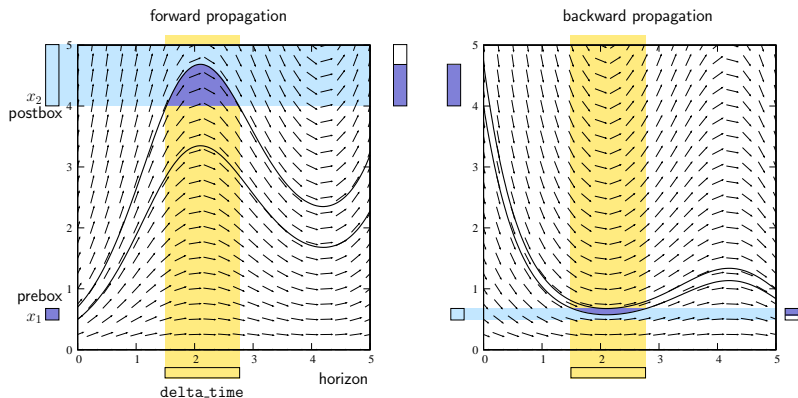 forward propagation
5
x2
postbox
4
3
2
1
prebox
x1
0
0 1 2 3 4 5
horizon
delta_time
backward propagation
5
4
3
2
1
0
0 1 2 3 4 5